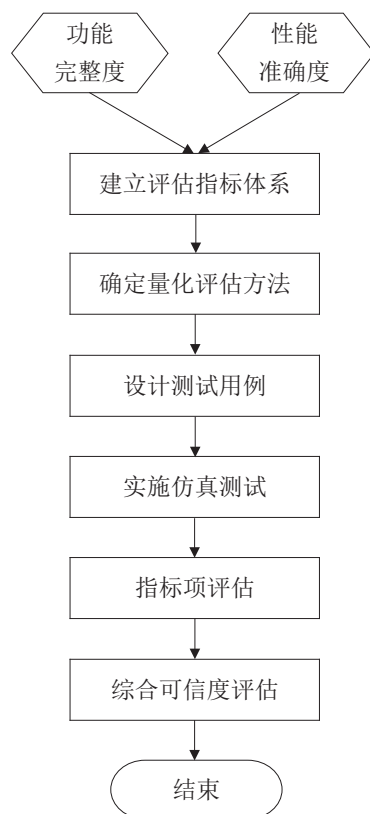 功能
完整度
性能
准确度
建立评估指标体系
确定量化评估方法
设计测试用例
实施仿真测试
指标项评估
综合可信度评估
结束